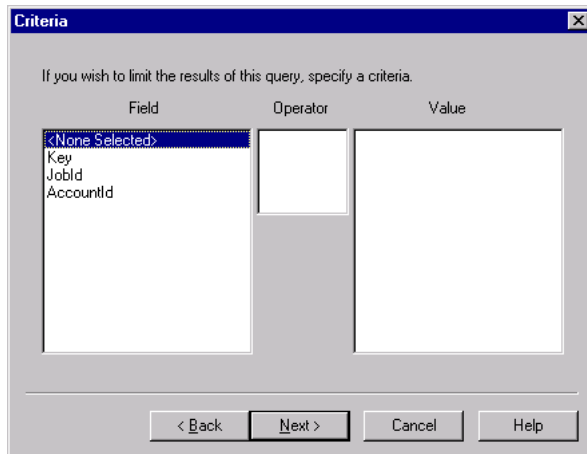 Criteria
If you wish to limit the results of this query, specify a criteria.
Field Operator Value
<None Selected>
Key
JobId
AccountId
< Back Next > Cancel Help